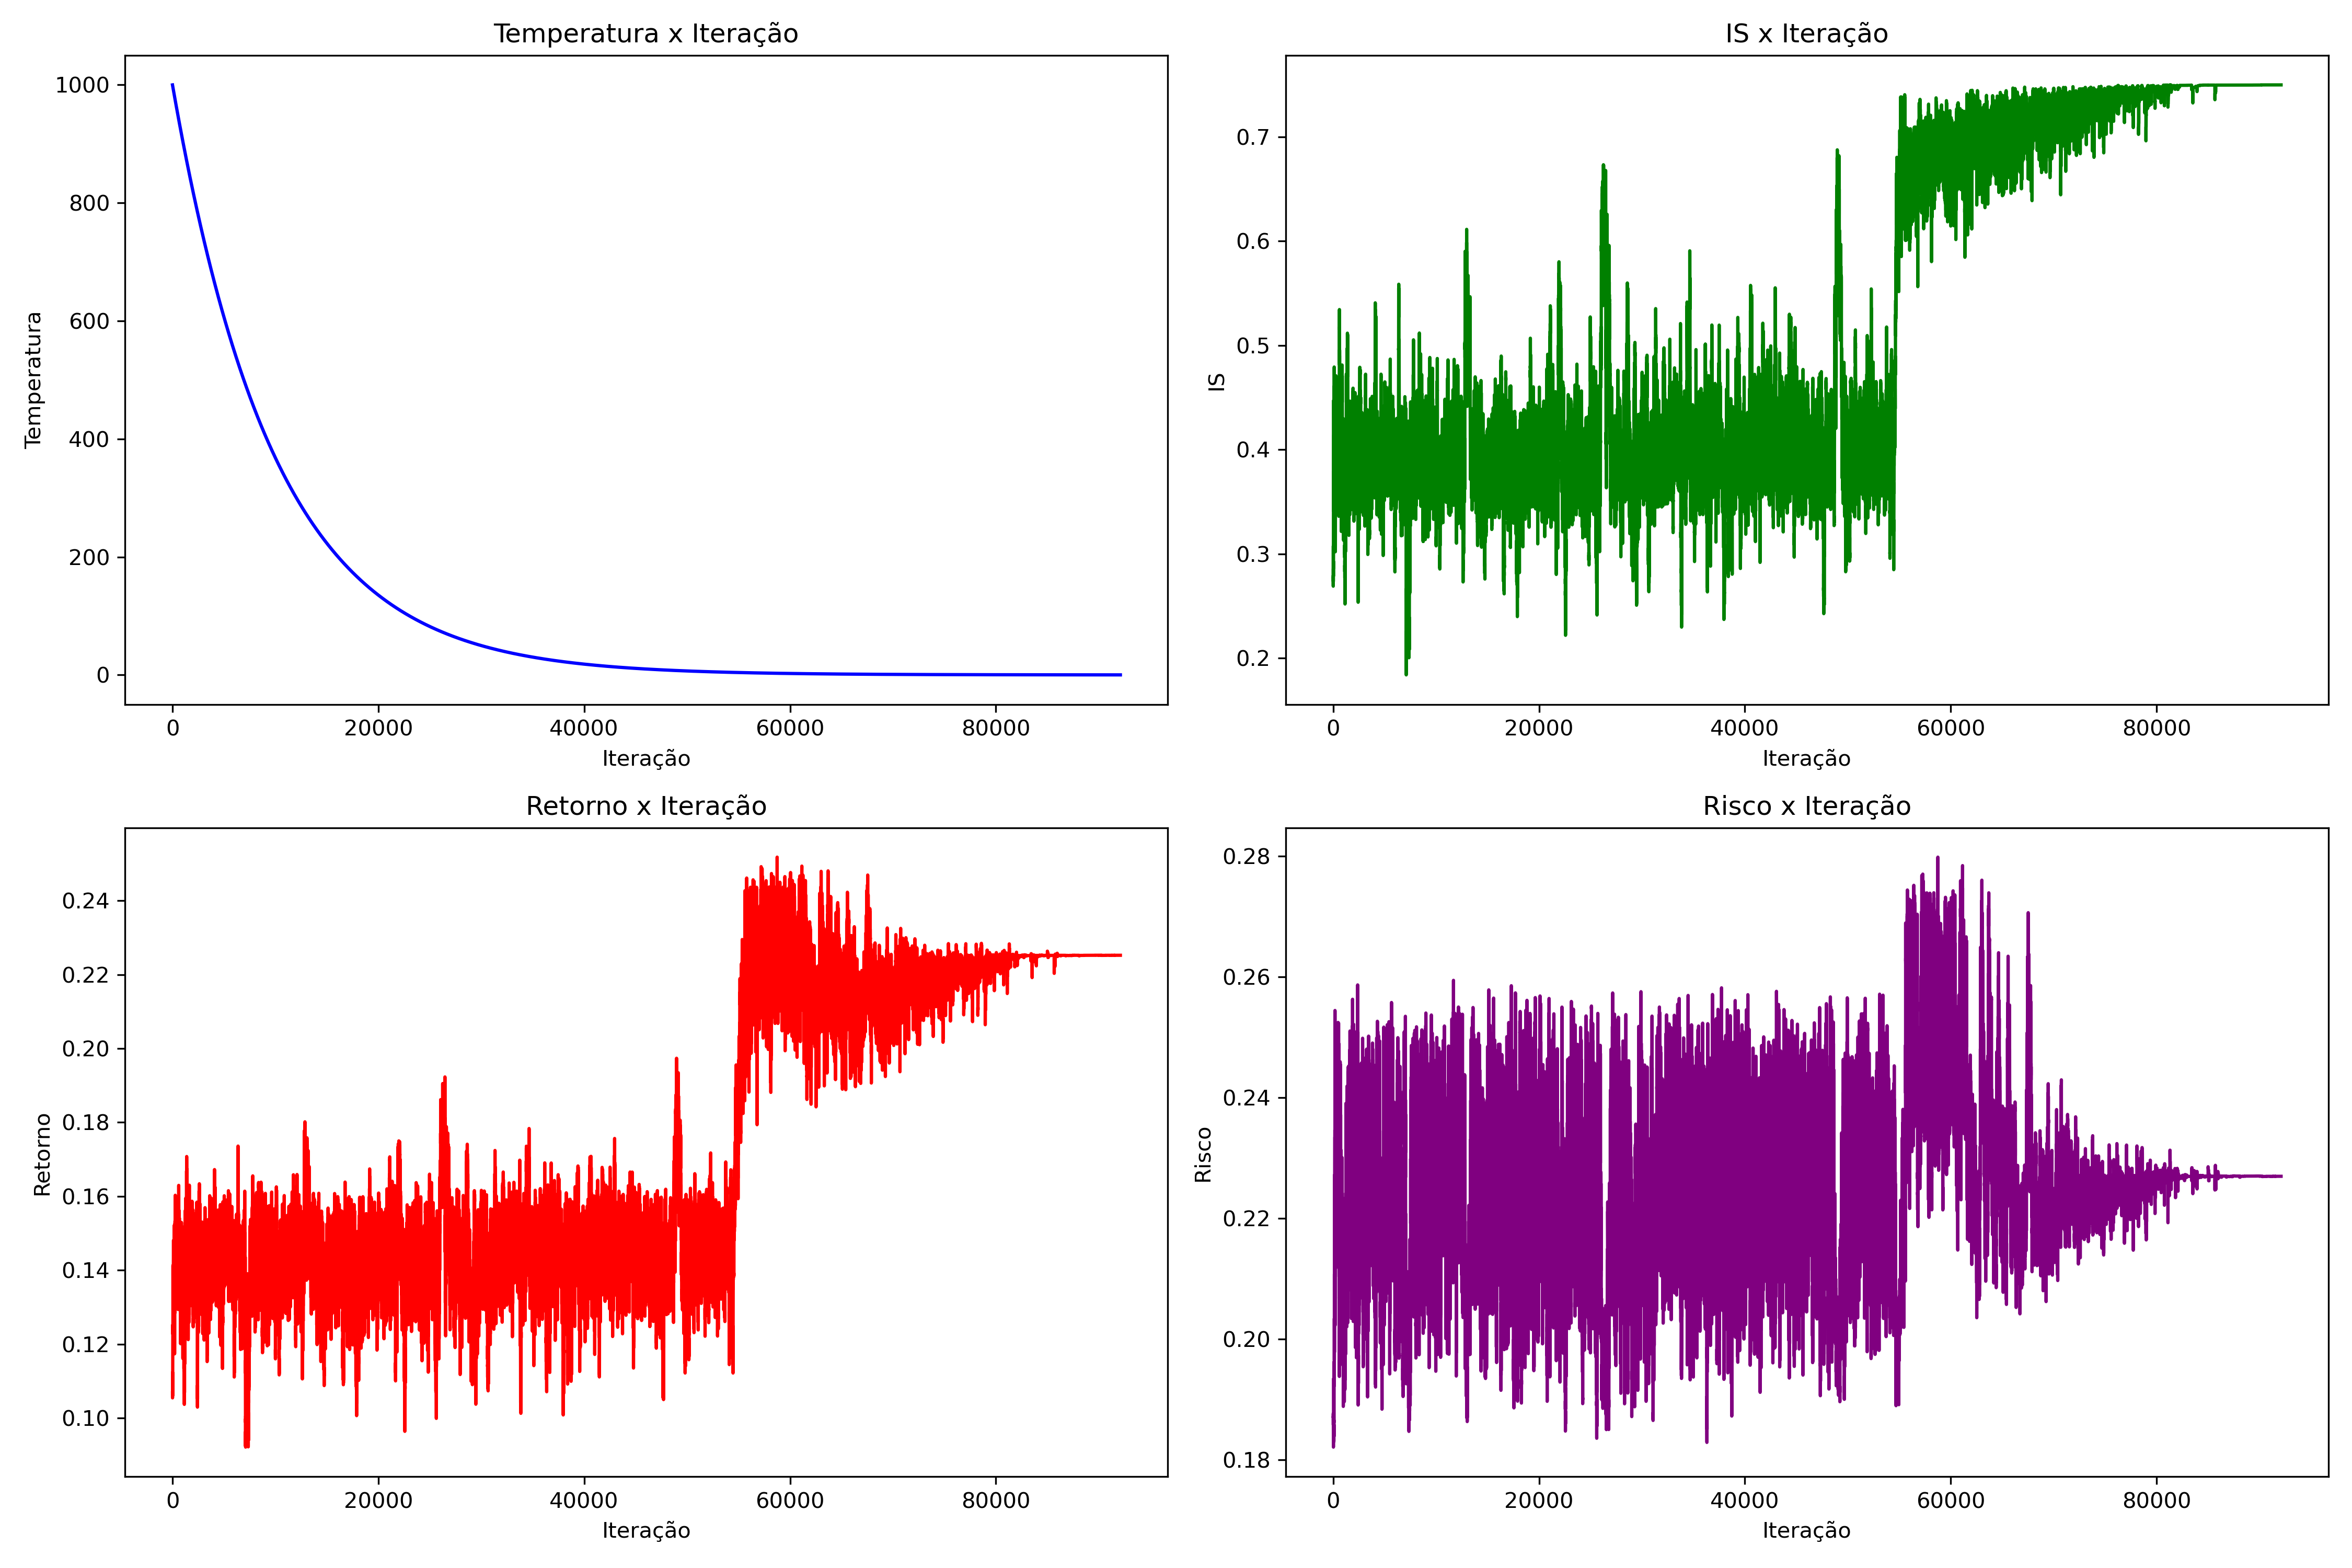 Temperatura x Iteração
1000
800
600
400
200
0
Temperatura
0 20000 40000 60000 80000
Iteração
IS x Iteração
0.7
0.6
0.5
0.4
0.3
0.2
IS
0 20000 40000 60000 80000
Iteração
Retorno x Iteração
0.24
0.22
0.20
0.18
0.16
0.14
0.12
0.10
Retorno
0 20000 40000 60000 80000
Iteração
Risco x Iteração
0.28
0.26
0.24
0.22
0.20
0.18
Risco
0 20000 40000 60000 80000
Iteração